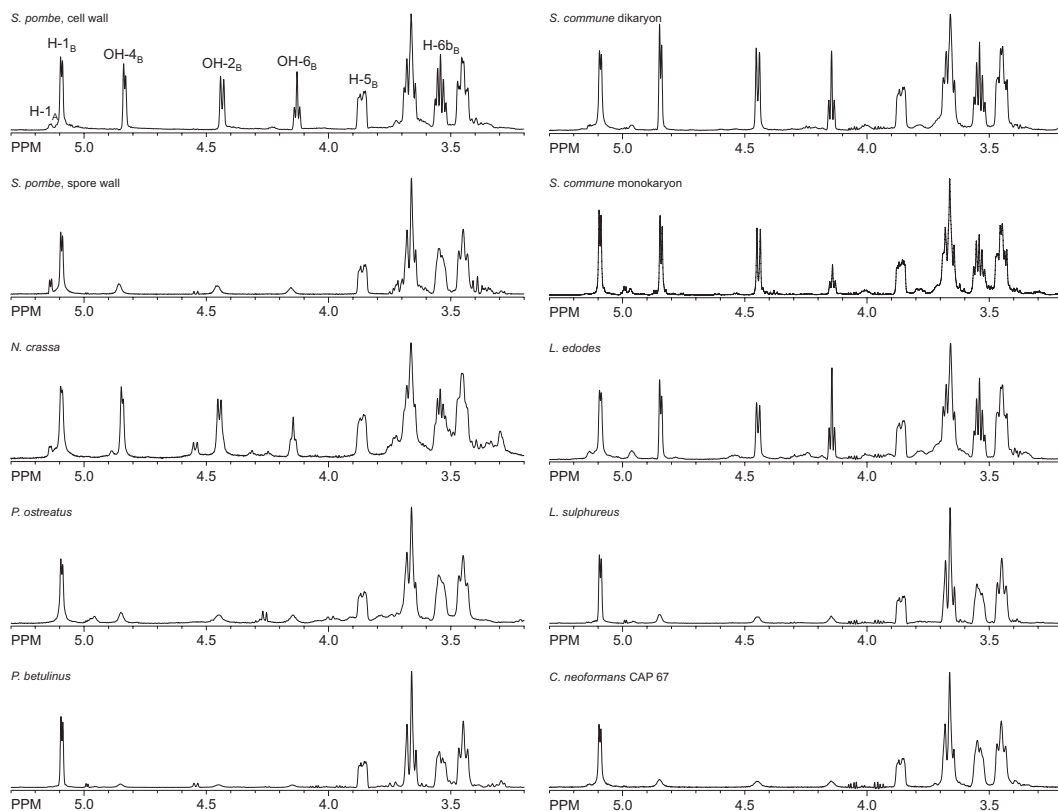 S. pombe, cell wall
H-1B
OH-4B
OH-2B
OH-6B
H-5B
H-6bB
H-1A
PPM 5.0 4.5 4.0 3.5
S. commune dikaryon
PPM 5.0 4.5 4.0 3.5
S. pombe, spore wall
PPM 5.0 4.5 4.0 3.5
S. commune monokaryon
PPM 5.0 4.5 4.0 3.5
N. crassa
PPM 5.0 4.5 4.0 3.5
L. edodes
PPM 5.0 4.5 4.0 3.5
P. ostreatus
PPM 5.0 4.5 4.0 3.5
L. sulphureus
PPM 5.0 4.5 4.0 3.5
P. betulinus
PPM 5.0 4.5 4.0 3.5
C. neoformans CAP 67
PPM 5.0 4.5 4.0 3.5